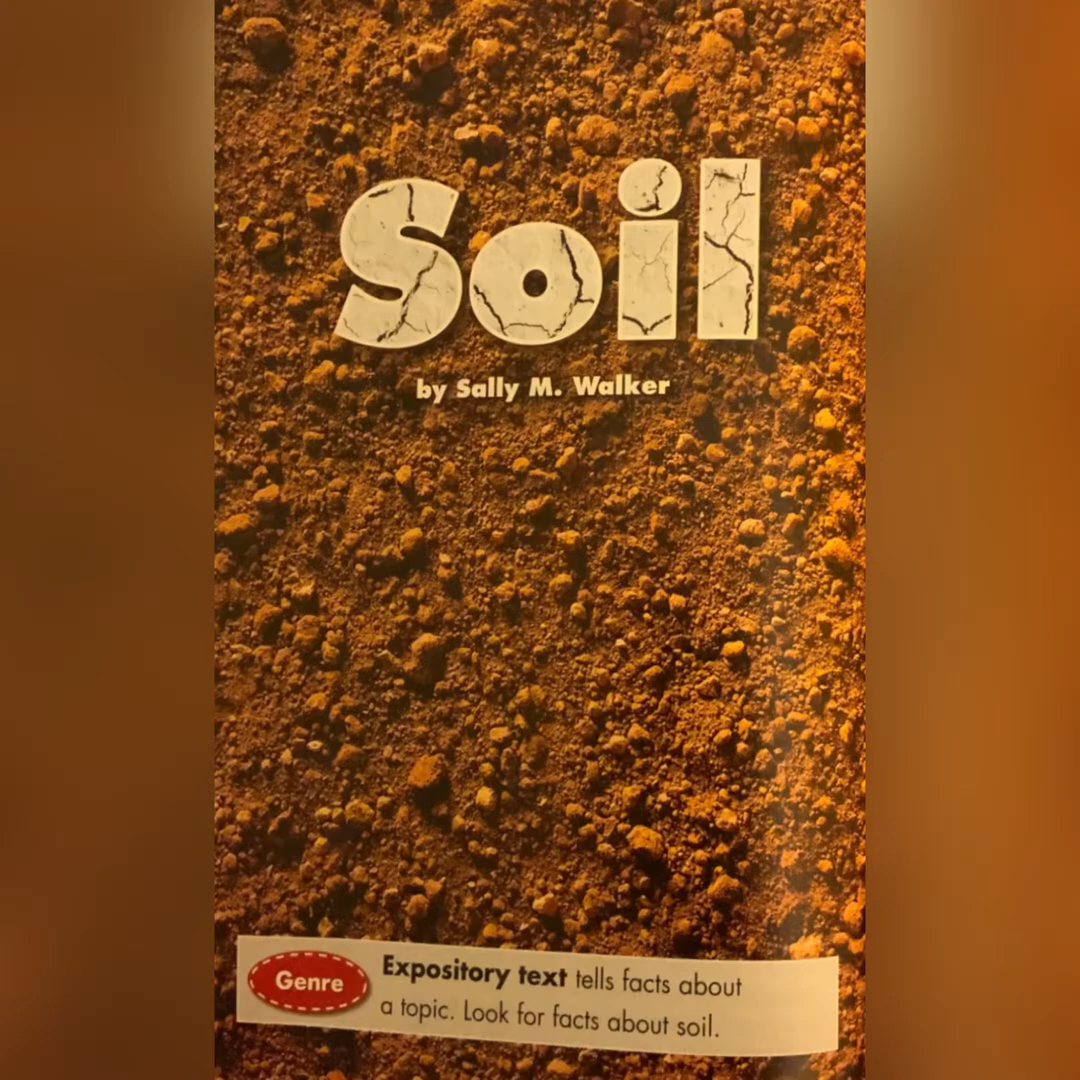 Soil
by Sally M. Walker
Genre
Expository text tells facts about
a topic. Look for facts about soil.